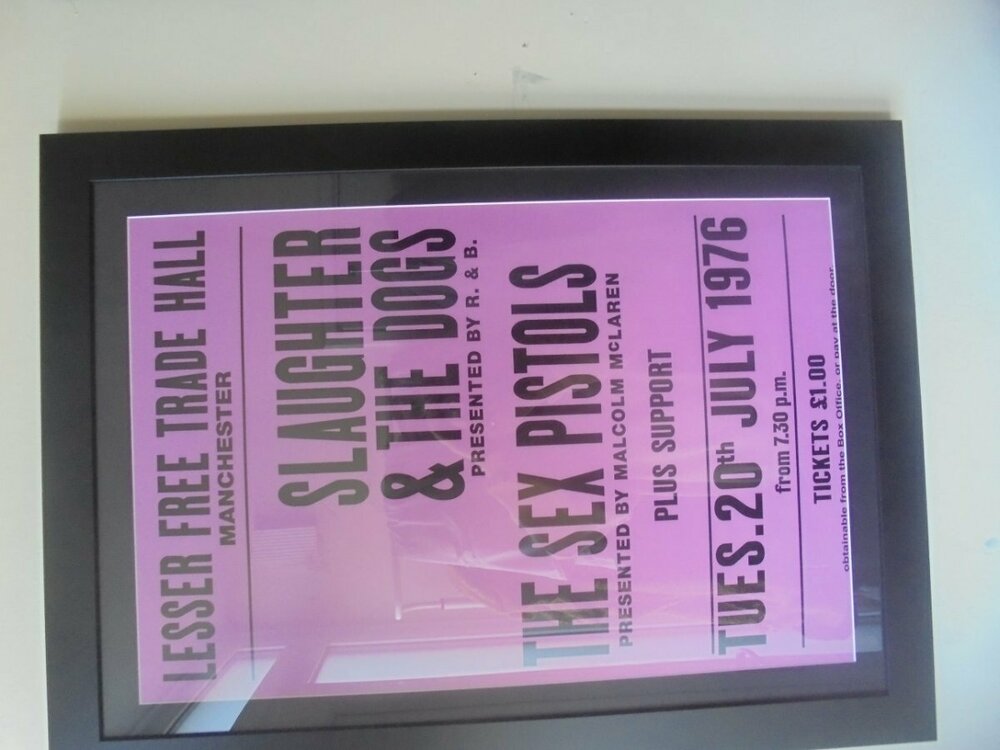 LESSER FREE TRADE HALL
MANCHESTER
SLAUGHTER
& THE DOGS
PRESENTED BY R. & B.
THE SEX PISTOLS
PRESENTED BY MALCOLM MCLAREN
PLUS SUPPORT
TUES. 20th JULY 1976
from 7.30 p.m.
TICKETS £1.00
obtainable from the Box Office, or pay at the door.